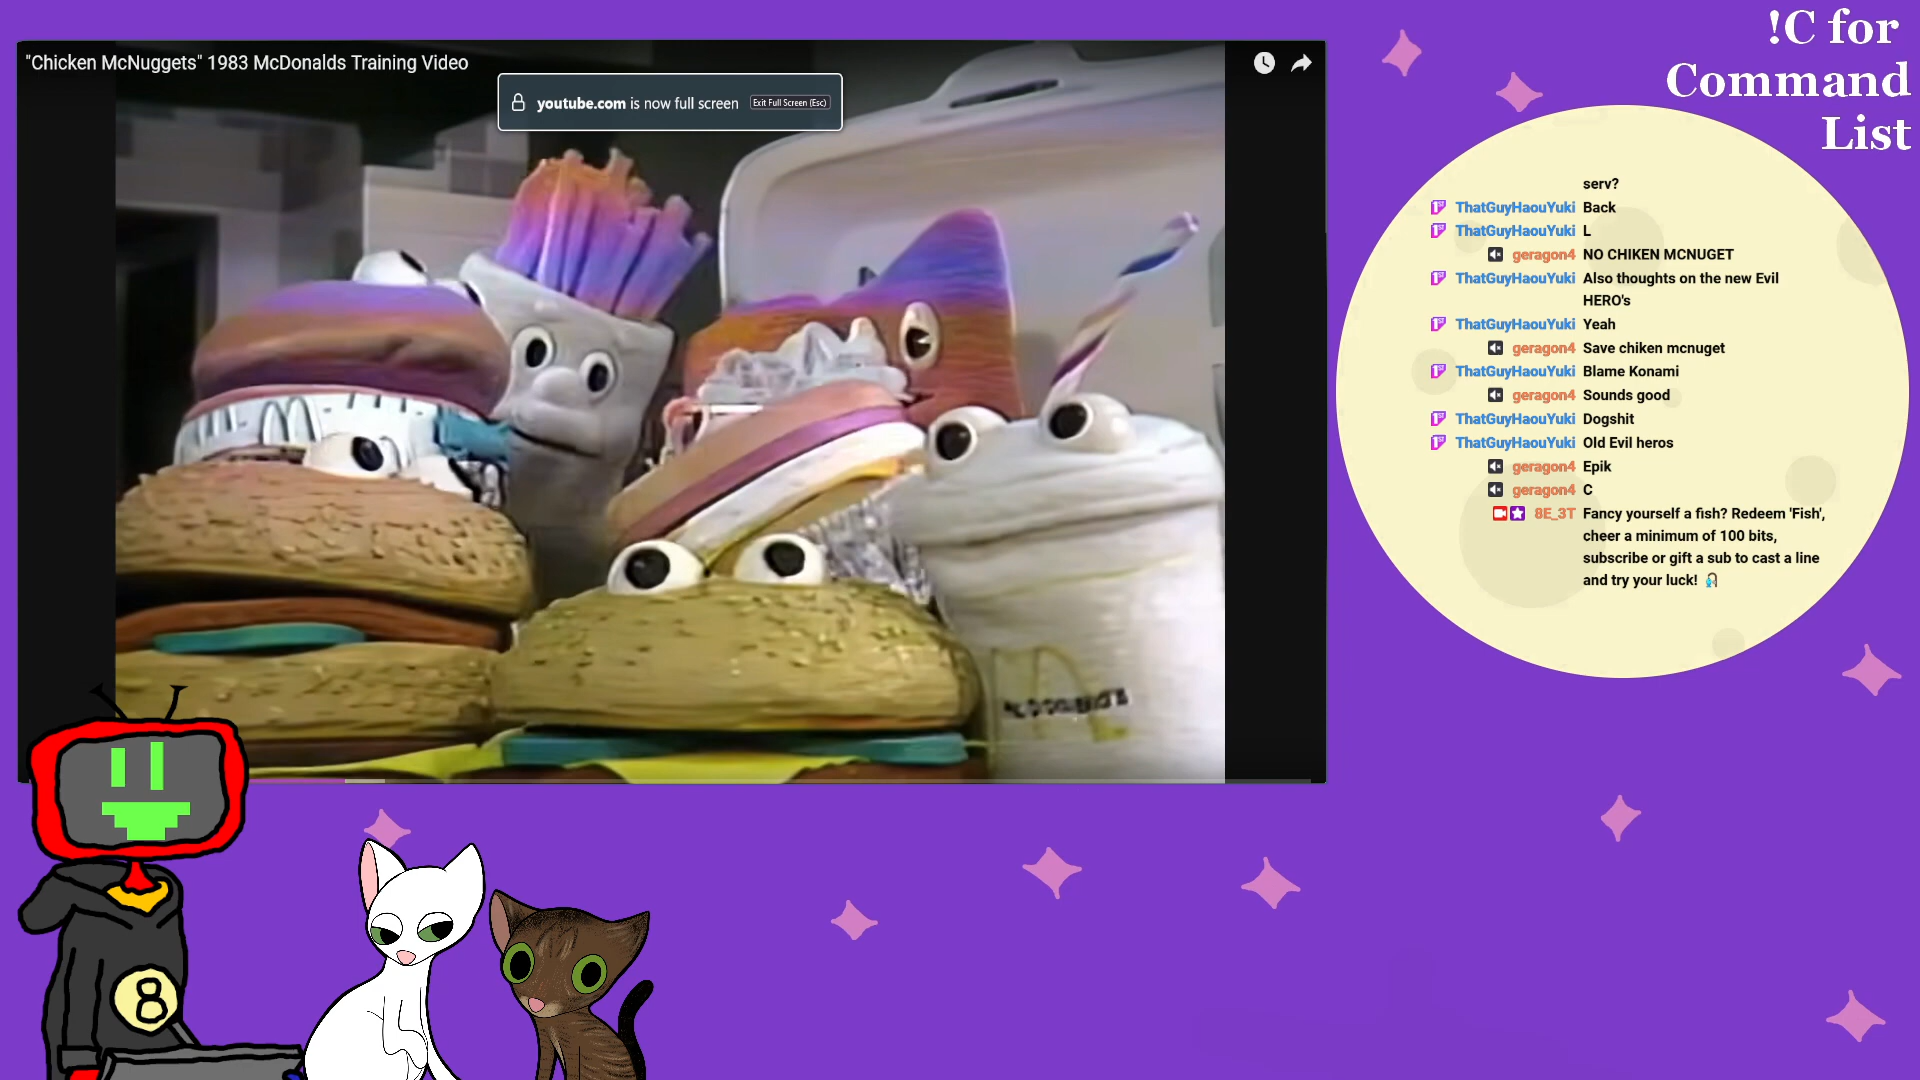 "Chicken McNuggets" 1983 McDonalds Training Video
youtube.com is now full screen Exit Full Screen (Esc)
!C for
Command
List
serv?
ThatGuyHaouYuki Back
ThatGuyHaouYuki L
geragon4 NO CHIKEN MCNUGET
ThatGuyHaouYuki Also thoughts on the new Evil
HERO's
ThatGuyHaouYuki Yeah
geragon4 Save chiken mcnuget
ThatGuyHaouYuki Blame Konami
geragon4 Sounds good
ThatGuyHaouYuki Dogshit
ThatGuyHaouYuki Old Evil heros
geragon4 Epik
geragon4 C
8E_3T Fancy yourself a fish? Redeem 'Fish',
cheer a minimum of 100 bits,
subscribe or gift a sub to cast a line
and try your luck!
8